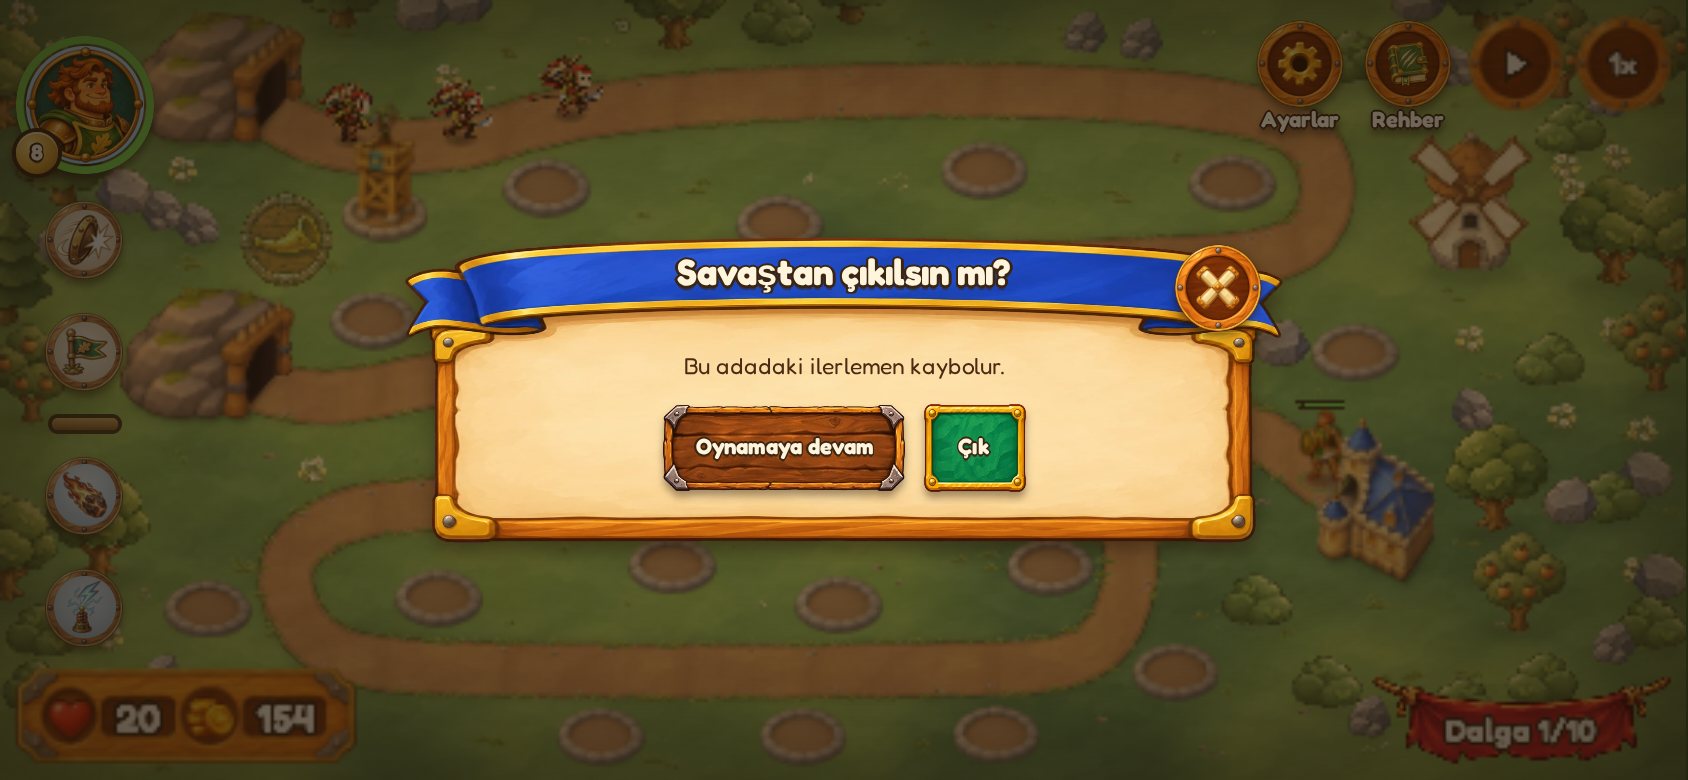 8
Ayarlar
Rehber
1x
Savaştan çıkılsın mı?
Bu adadaki ilerlemen kaybolur.
Oynamaya devam
Çık
20
154
Dalga 1/10